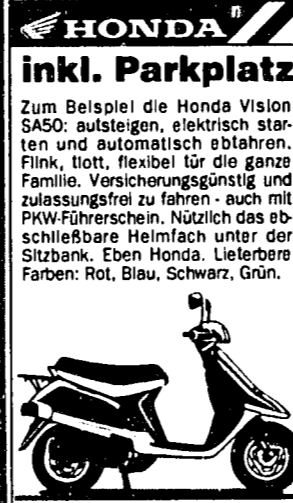 HONDA
inkl. Parkplatz
Zum Beispiel die Honda Vision
SA50: aufsteigen, elektrisch star-
ten und automatisch abfahren.
Flink, flott, flexibel für die ganze
Familie. Versicherungsgünstig und
zulassungsfrei zu fahren - auch mit
PKW-Führerschein. Nützlich das ab-
schließbare Helmfach unter der
Sitzbank. Eben Honda. Lieferbare
Farben: Rot, Blau, Schwarz, Grün.